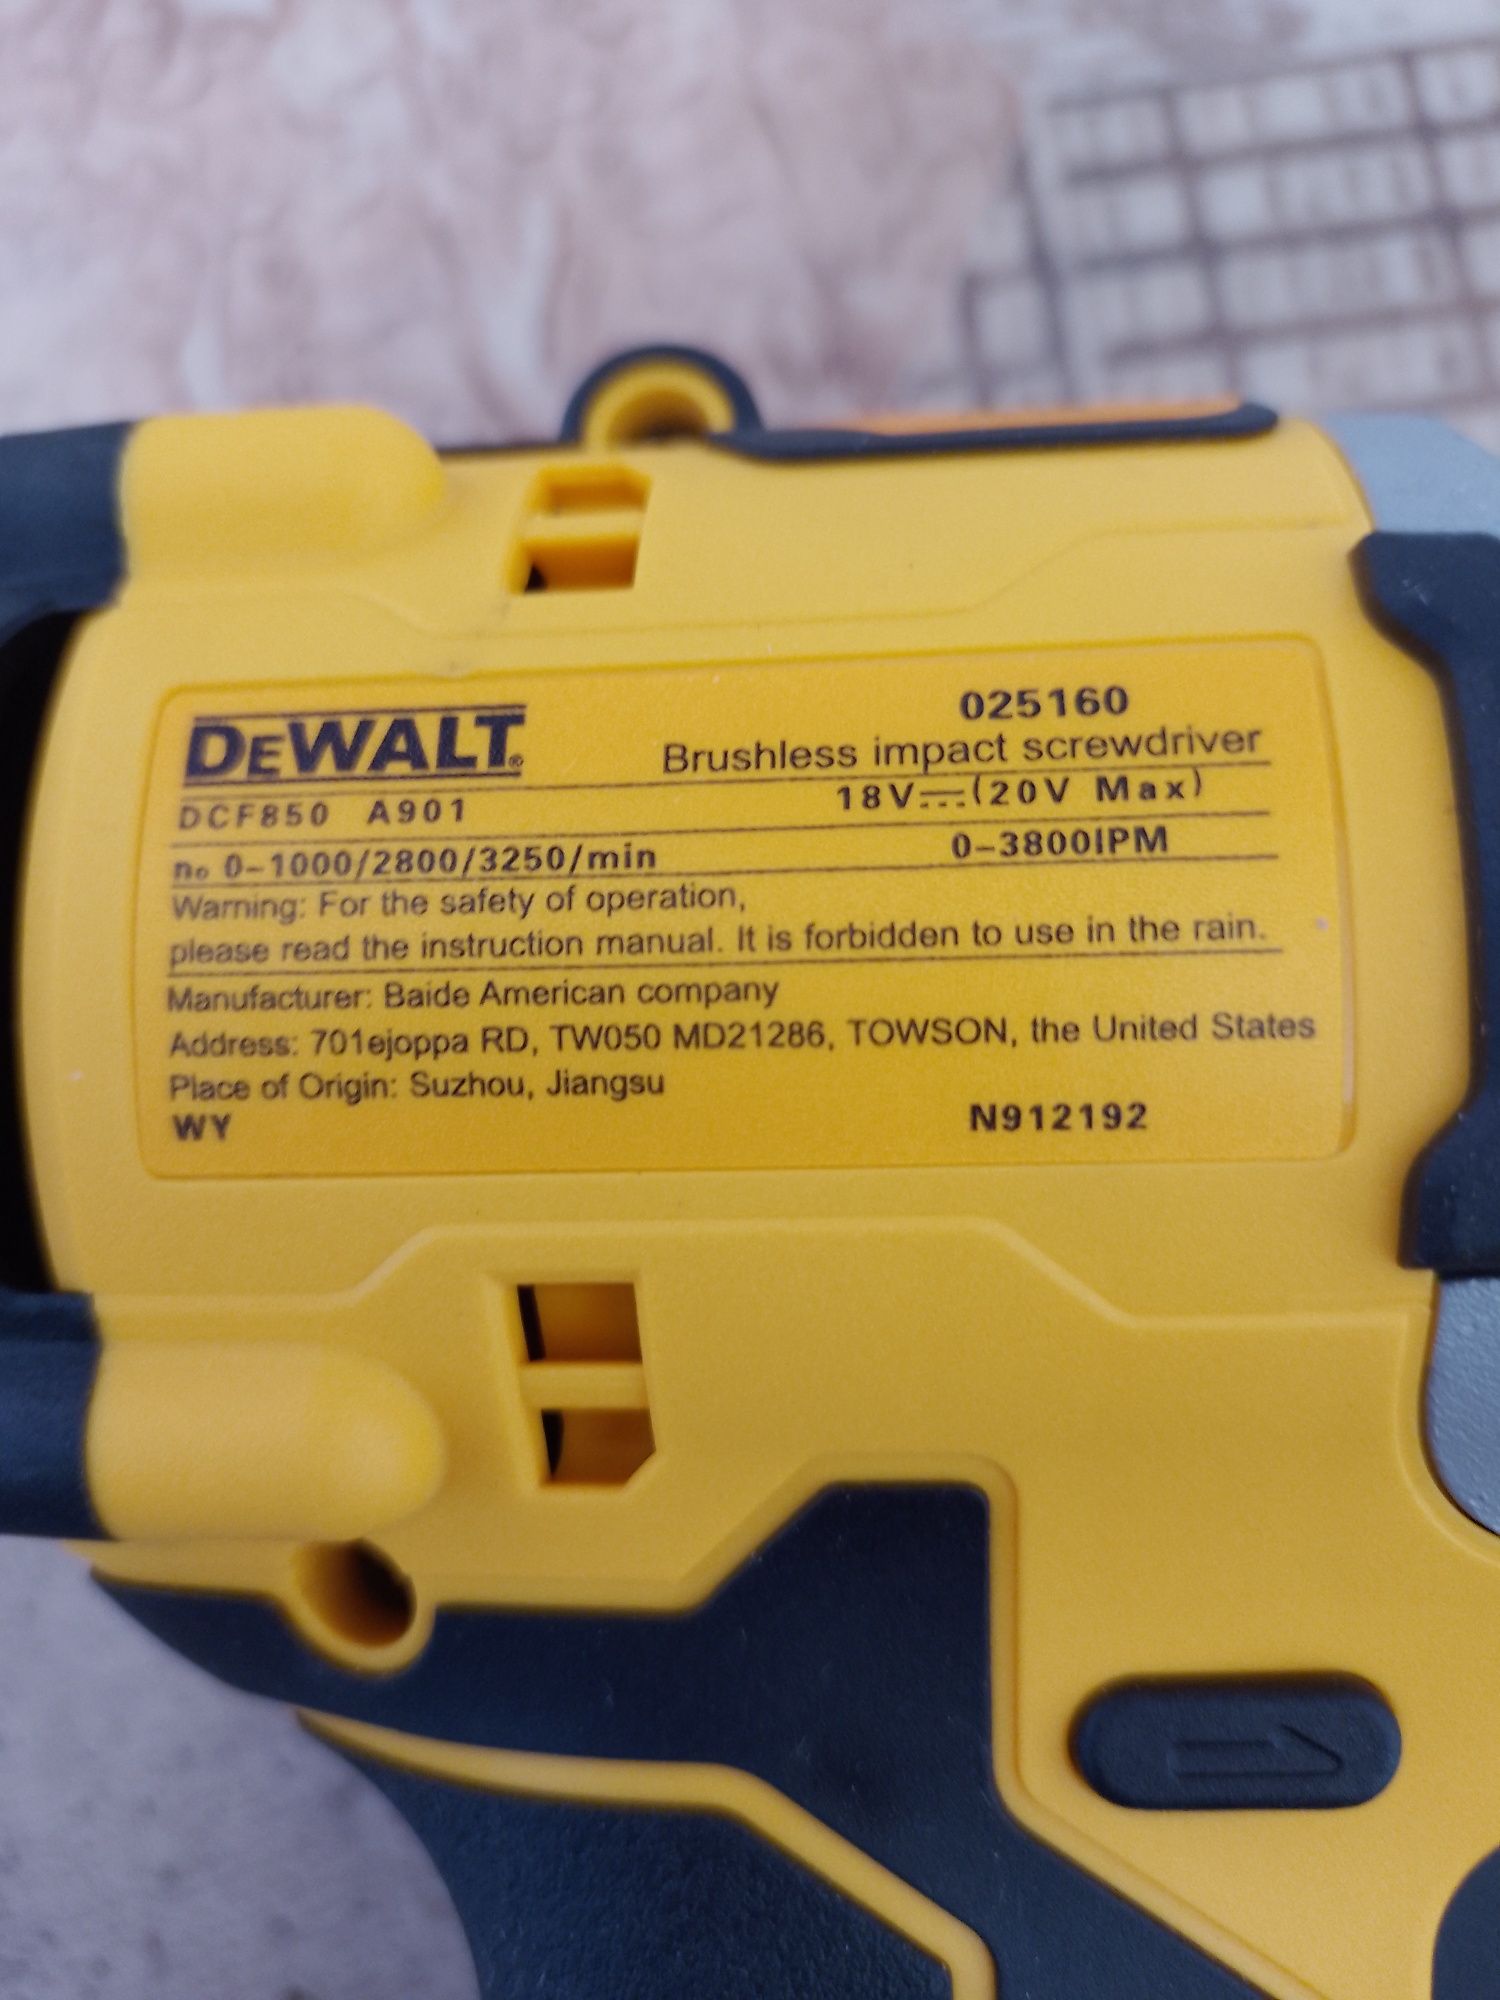 025160
DEWALT®
Brushless impact screwdriver
DCF850 A901 18V⎓(20V Max)
n₀ 0-1000/2800/3250/min 0-3800IPM
Warning: For the safety of operation,
please read the instruction manual. It is forbidden to use in the rain.
Manufacturer: Baide American company
Address: 701ejoppa RD, TW050 MD21286, TOWSON, the United States
Place of Origin: Suzhou, Jiangsu
WY N912192